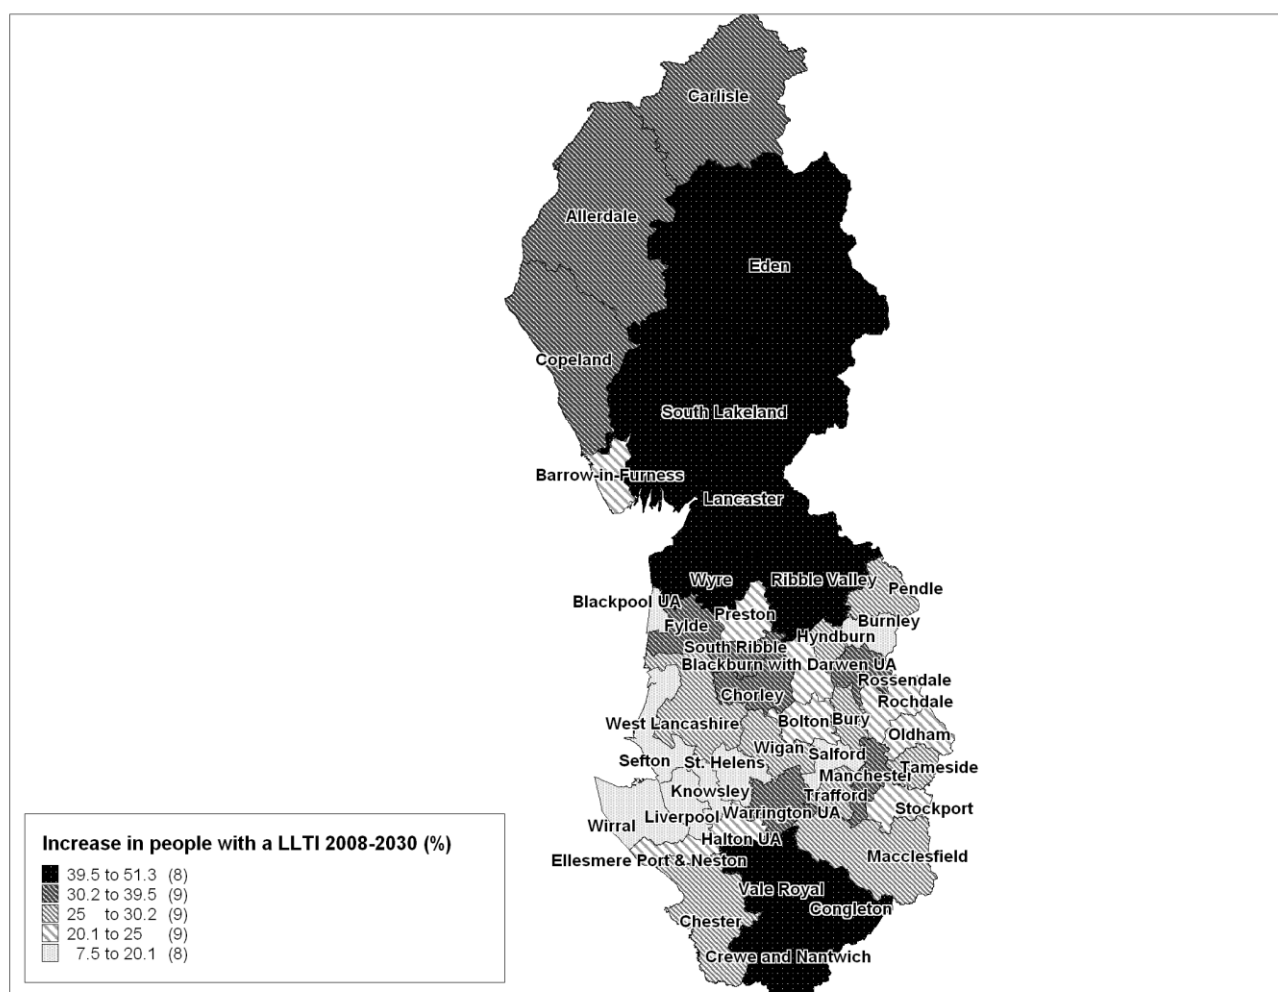 Carlisle
Allerdale
Eden
Copeland
South Lakeland
Barrow-in-Furness
Lancaster
Wyre
Ribble Valley
Pendle
Blackpool UA
Preston
Burnley
Fylde
Hyndburn
South Ribble
Blackburn with Darwen UA
Rossendale
Chorley
Rochdale
West Lancashire
Bolton
Bury
Oldham
Wigan
Salford
Sefton
St. Helens
Tameside
Manchester
Knowsley
Trafford
Stockport
Wirral
Liverpool
Warrington UA
Halton UA
Ellesmere Port & Neston
Macclesfield
Vale Royal
Congleton
Chester
Crewe and Nantwich
Increase in people with a LLTI 2008-2030 (%)
39.5 to 51.3 (8)
30.2 to 39.5 (9)
25 to 30.2 (9)
20.1 to 25 (9)
7.5 to 20.1 (8)